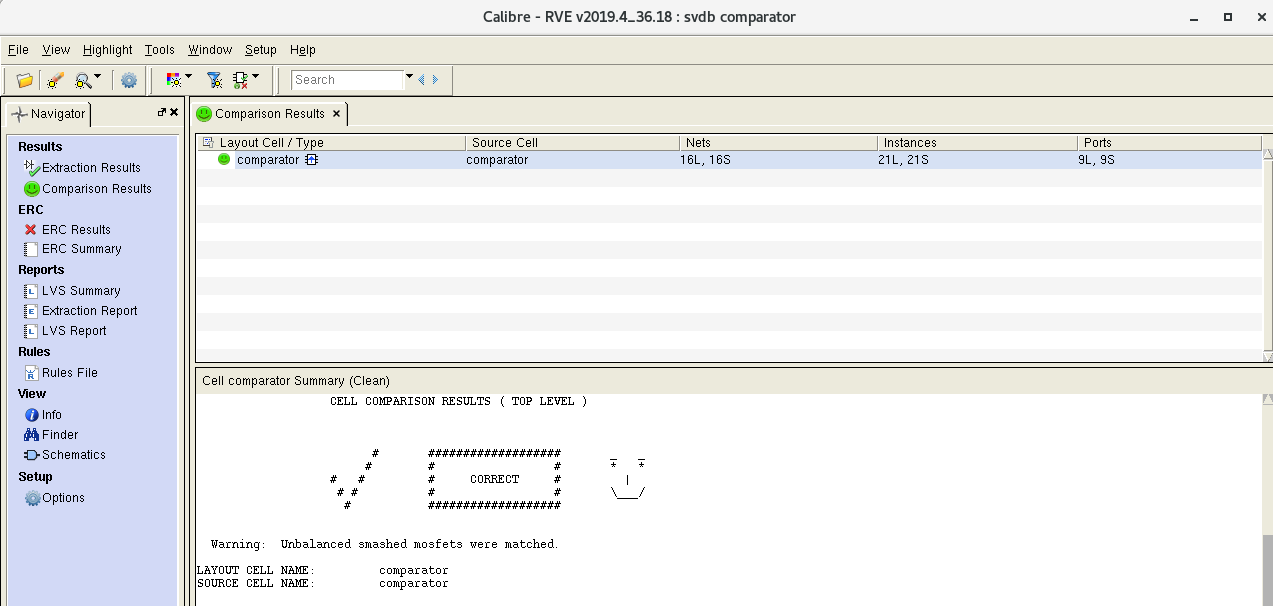 Calibre - RVE v2019.4_36.18 : svdb comparator
File View Highlight Tools Window Setup Help
Search
Navigator
Comparison Results
Results
Extraction Results
Comparison Results
ERC
ERC Results
ERC Summary
Reports
LVS Summary
Extraction Report
LVS Report
Rules
Rules File
View
Info
Finder
Schematics
Setup
Options
Layout Cell / Type Source Cell Nets Instances Ports
comparator comparator 16L, 16S 21L, 21S 9L, 9S
Cell comparator Summary (Clean)
CELL COMPARISON RESULTS ( TOP LEVEL )
# ################### _ _
# # # * *
# # # CORRECT # |
# # # # \___/
# ###################
Warning: Unbalanced smashed mosfets were matched.
LAYOUT CELL NAME: comparator
SOURCE CELL NAME: comparator